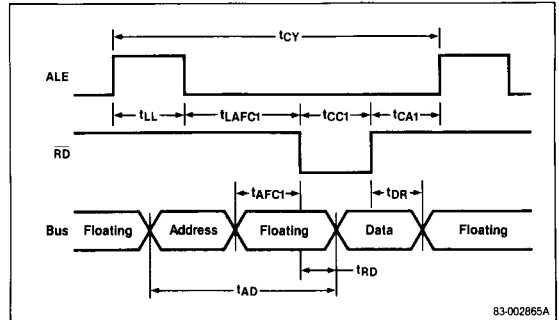 tCY
ALE
tLL tLAFC1 tCC1 tCA1
RD
tAFC1 tDR
Bus Floating Address Floating Data Floating
tRD
tAD
83-002865A